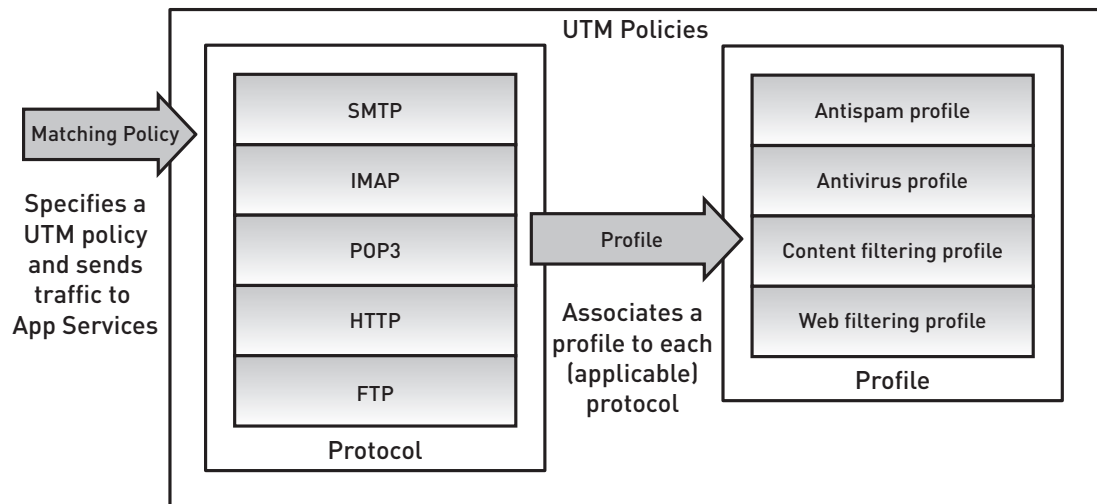 UTM Policies
Matching Policy
Specifies a
UTM policy
and sends
traffic to
App Services
SMTP
IMAP
POP3
HTTP
FTP
Protocol
Profile
Associates a
profile to each
(applicable)
protocol
Antispam profile
Antivirus profile
Content filtering profile
Web filtering profile
Profile